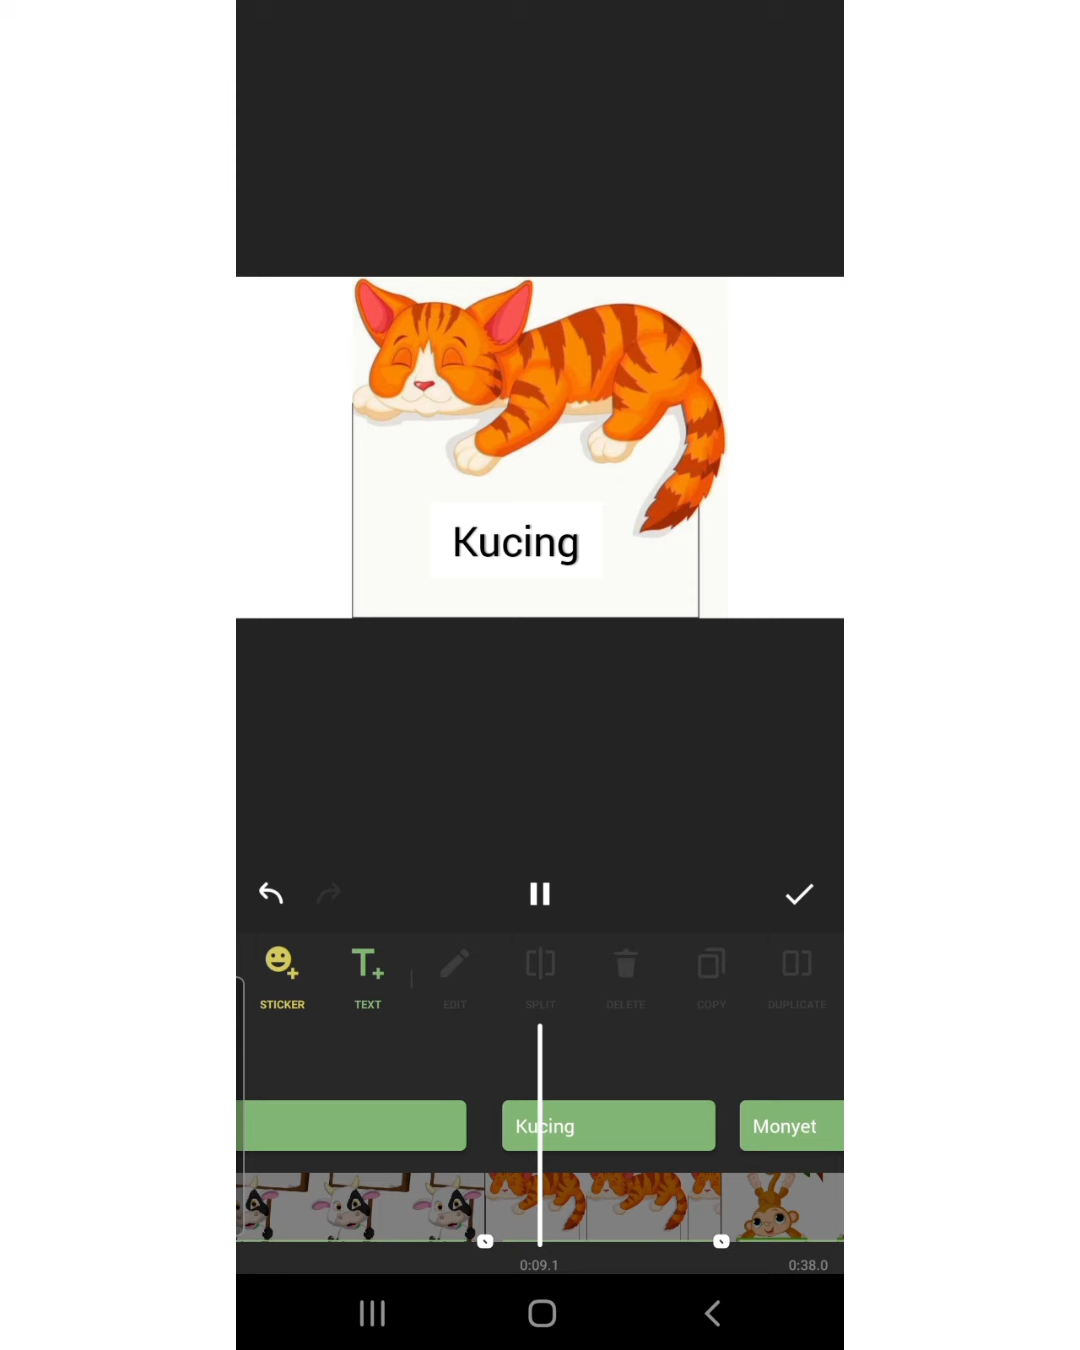 Kucing
STICKER
TEXT
EDIT
SPLIT
DELETE
COPY
DUPLICATE
Kucing
Monyet
0:09.1
0:38.0